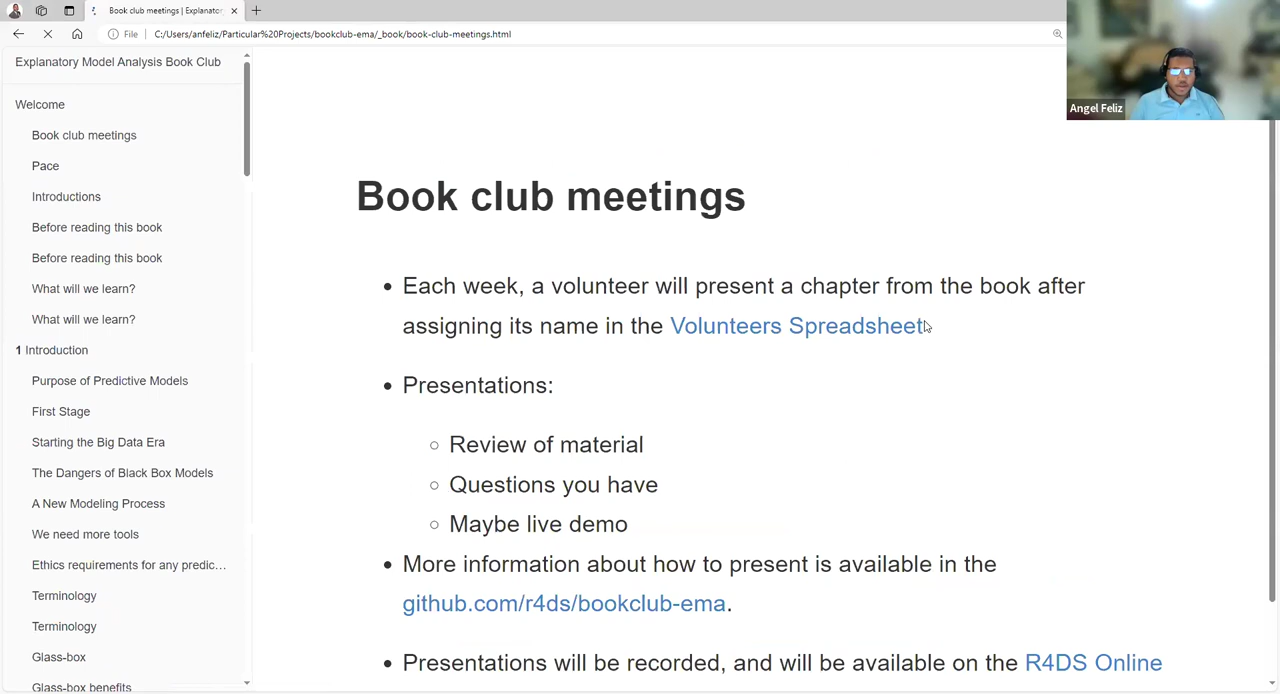 Book club meetings | Explanator
File
C:/Users/anfeliz/Particular%20Projects/bookclub-ema/_book/book-club-meetings.html
Angel Feliz
Explanatory Model Analysis Book Club
Welcome
Book club meetings
Pace
Introductions
Before reading this book
Before reading this book
What will we learn?
What will we learn?
1 Introduction
Purpose of Predictive Models
First Stage
Starting the Big Data Era
The Dangers of Black Box Models
A New Modeling Process
We need more tools
Ethics requirements for any predic…
Terminology
Terminology
Glass-box
Glass-box benefits
Book club meetings
• Each week, a volunteer will present a chapter from the book after
assigning its name in the Volunteers Spreadsheet
• Presentations:
○ Review of material
○ Questions you have
○ Maybe live demo
• More information about how to present is available in the
github.com/r4ds/bookclub-ema.
• Presentations will be recorded, and will be available on the R4DS Online